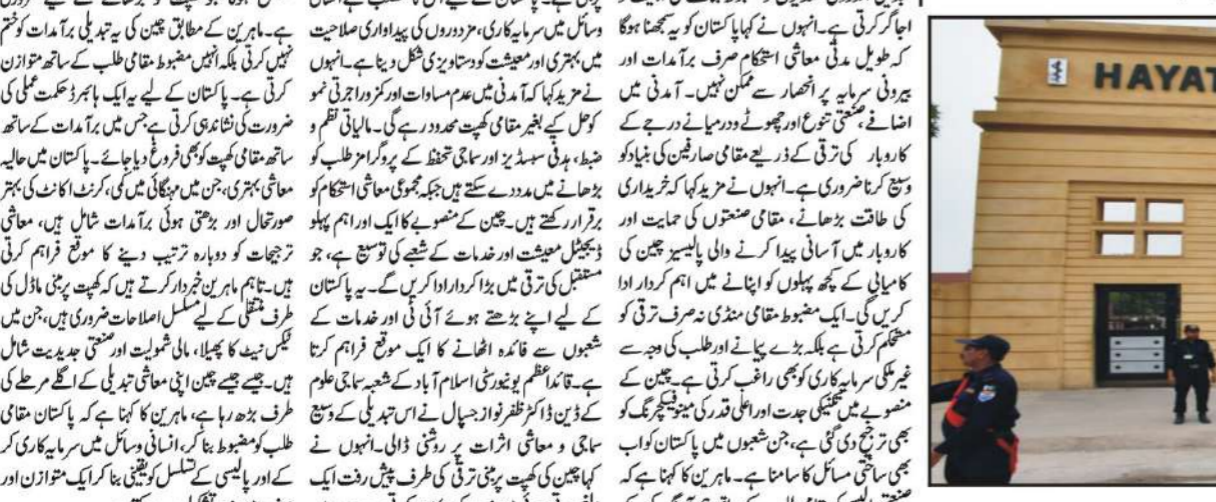 اجاگر کرتی ہے۔انہوں نے کہا پاکستان کو یہ سمجھنا ہوگا
کہ طویل مدتی معاشی استحکام صرف برآمدات اور
بیرونی سرمایہ پر انحصار سے ممکن نہیں۔ آمدنی میں
اضافے،صنعتی تنوع اور چھوٹے ودرمیانے درجے کے
کاروبار کی ترقی کے ذریعے مقامی صارفین کی بنیاد کو
وسیع کرنا ضروری ہے۔انہوں نے مزید کہا کہ خریداری
کی طاقت بڑھانے، مقامی صنعتوں کی حمایت اور
کاروبار میں آسانی پیدا کرنے والی پالیسیز چین کی
کامیابی کے کچھ پہلوں کو اپنانے میں اہم کردار ادا
کریں گی۔ایک مضبوط مقامی منڈی نہ صرف ترقی کو
مستحکم کرتی ہے بلکہ بڑے پیمانے اور طلب کی وجہ سے
غیر ملکی سرمایہ کاری کو بھی راغب کرتی ہے۔چین کے
منصوبے میں تکنیکی جدت اور اعلی قدر کی مینوفیکچرنگ کو
بھی ترجیح دی گئی ہے،جن شعبوں میں پاکستان کو اب
بھی ساختی مسائل کا سامنا ہے۔ماہرین کا کہنا ہے کہ
وسائل میں سرمایہ کاری،مزدوروں کی پیداواری صلاحیت
میں بہتری اور معیشت کو دستاویزی شکل دینا ہے۔انہوں
نے مزید کہا کہ آمدنی میں عدم مساوات اور کمزور اجرتی نمو
کو حل کیے بغیر مقامی کھپت محدود رہے گی۔مالیاتی نظم و
ضبط، ہدفی سبسڈیز اور سماجی تحفظ کے پروگرامز طلب کو
بڑھانے میں مدد دے سکتے ہیں جبکہ مجموعی معاشی استحکام کو
برقرار رکھتے ہیں۔چین کے منصوبے کا ایک اور اہم پہلو
ڈیجیٹل معیشت اور خدمات کے شعبے کی توسیع ہے، جو
مستقبل کی ترقی میں بڑا کردار ادا کریں گے۔یہ پاکستان
کے لیے اپنے بڑھتے ہوئے آئی ٹی اور خدمات کے
شعبوں سے فائدہ اٹھانے کا ایک موقع فراہم کرتا
ہے۔قائداعظم یونیورسٹی اسلام آباد کے شعبہ سماجی علوم
کے ڈین ڈاکٹر ظفر نواز جسپال نے اس تبدیلی کے وسیع
سماجی و معاشی اثرات پر روشنی ڈالی۔انہوں نے
کہا چین کی کھپت پر مبنی ترقی کی طرف پیش رفت ایک
ہے۔ماہرین کے مطابق چین کی یہ تبدیلی برآمدات کو ختم
نہیں کرتی بلکہ انہیں مضبوط مقامی طلب کے ساتھ متوازن
کرتی ہے۔ پاکستان کے لیے یہ ایک ہائبرڈ حکمت عملی کی
ضرورت کی نشاندہی کرتی ہے جس میں برآمدات کے ساتھ
ساتھ مقامی کھپت کو بھی فروغ دیا جائے۔ پاکستان میں حالیہ
معاشی بہتری،جن میں مہنگائی میں کمی،کرنٹ اکانٹ کی بہتر
صورتحال اور بڑھتی ہوئی برآمدات شامل ہیں، معاشی
ترجیحات کو دوبارہ ترتیب دینے کا موقع فراہم کرتی
ہیں۔تاہم ماہرین خبردار کرتے ہیں کہ کھپت پر مبنی ماڈل کی
طرف منتقلی کے لیے مسلسل اصلاحات ضروری ہیں،جن میں
ٹیکس نیٹ کا پھیلا، مالی شمولیت اور صنعتی جدیدیت شامل
ہیں۔جیسے جیسے چین اپنی معاشی تبدیلی کے اگلے مرحلے کی
طرف بڑھ رہا ہے، ماہرین کا کہنا ہے کہ پاکستان مقامی
طلب کو مضبوط بنا کر،انسانی وسائل میں سرمایہ کاری کر
کے اور پالیسی کے تسلسل کو یقینی بنا کر ایک متوازن اور
HAYAT